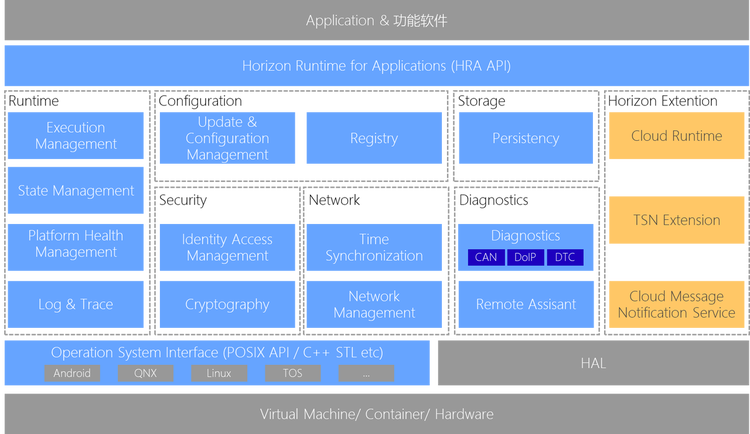 Application & 功能软件
Horizon Runtime for Applications (HRA API)
Runtime
Execution
Management
State Management
Platform Health
Management
Log & Trace
Configuration
Update &
Configuration
Management
Registry
Storage
Persistency
Horizon Extention
Cloud Runtime
TSN Extension
Cloud Message
Notification Service
Security
Identity Access
Management
Cryptography
Network
Time
Synchronization
Network
Management
Diagnostics
Diagnostics
CAN
DoIP
DTC
Remote Assisant
Operation System Interface (POSIX API / C++ STL etc)
Android
QNX
Linux
TOS
...
HAL
Virtual Machine/ Container/ Hardware